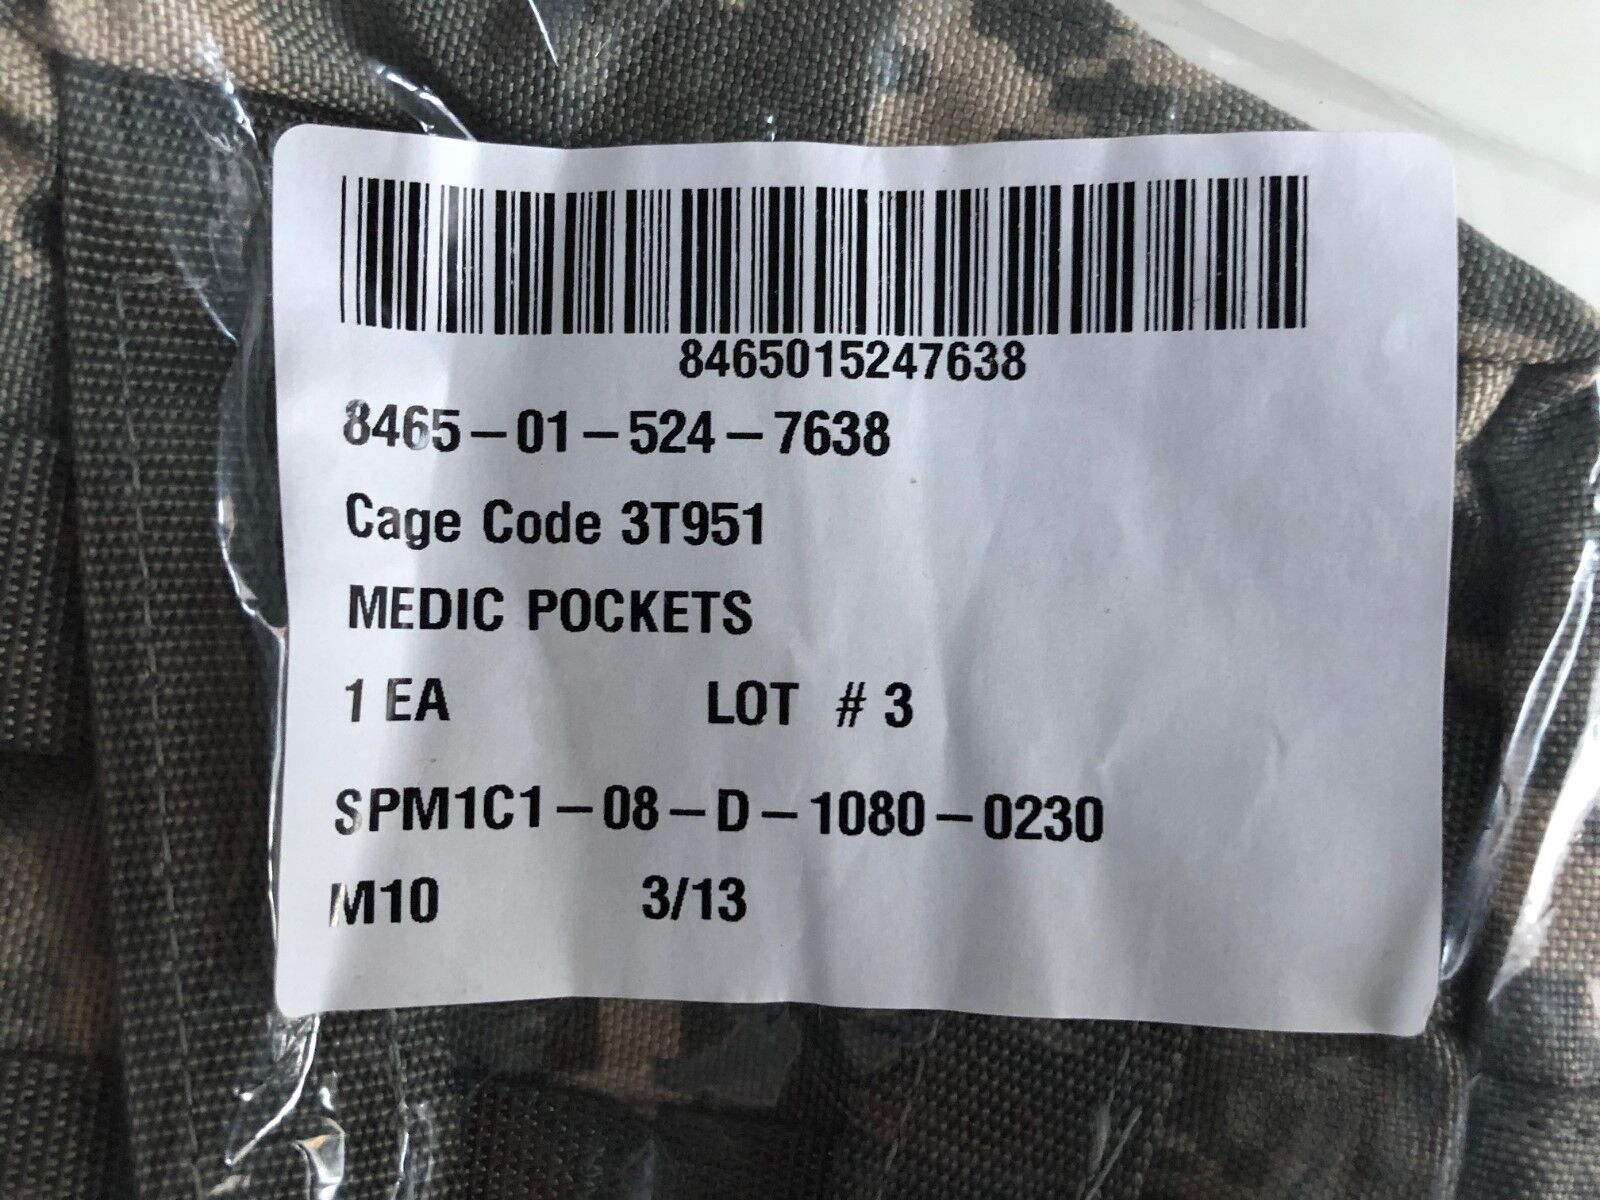 8465015247638
8465-01-524-7638
Cage Code 3T951
MEDIC POCKETS
1 EA LOT # 3
SPM1C1-08-D-1080-0230
M10 3/13